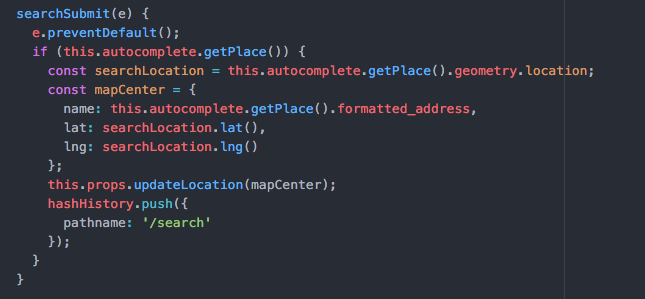 searchSubmit(e) {
  e.preventDefault();
  if (this.autocomplete.getPlace()) {
    const searchLocation = this.autocomplete.getPlace().geometry.location;
    const mapCenter = {
      name: this.autocomplete.getPlace().formatted_address,
      lat: searchLocation.lat(),
      lng: searchLocation.lng()
    };
    this.props.updateLocation(mapCenter);
    hashHistory.push({
      pathname: '/search'
    });
  }
}